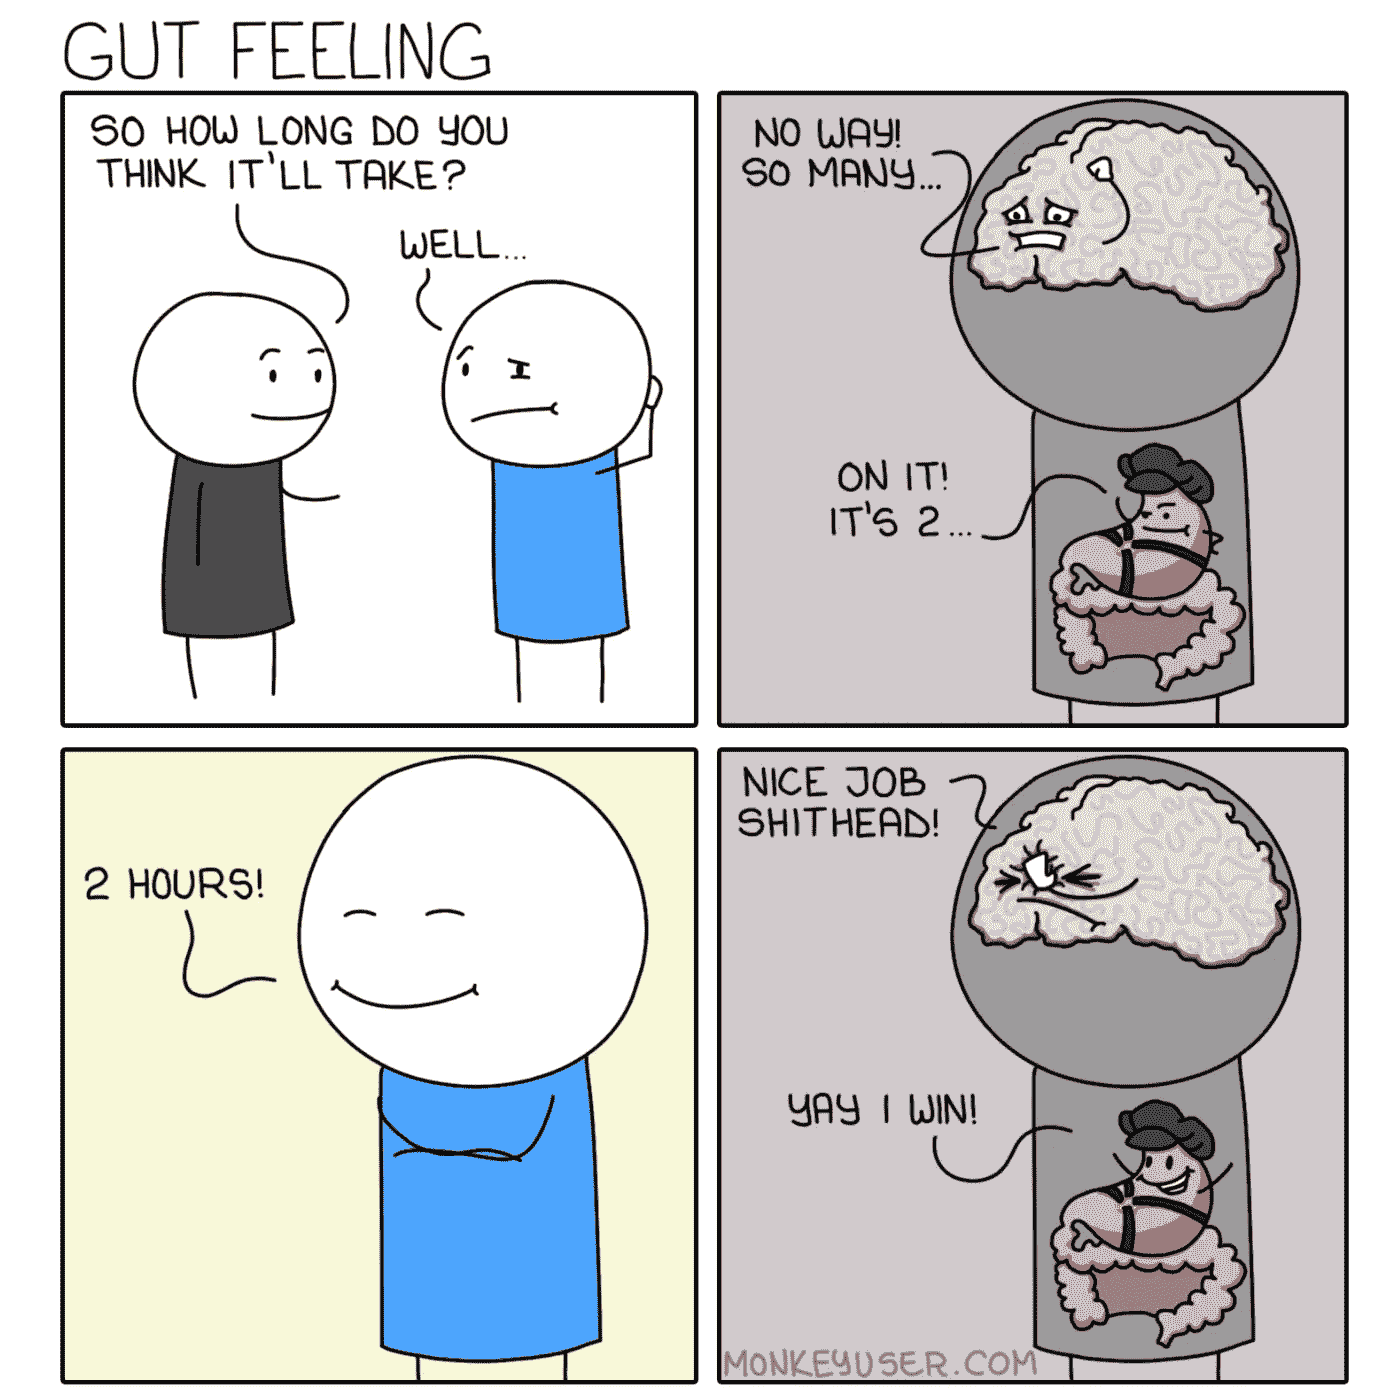 GUT FEELING
SO HOW LONG DO YOU
THINK IT'LL TAKE?
WELL...
NO WAY!
SO MANY...
ON IT!
IT'S 2...
2 HOURS!
NICE JOB
SHITHEAD!
YAY I WIN!
MONKEYUSER.COM